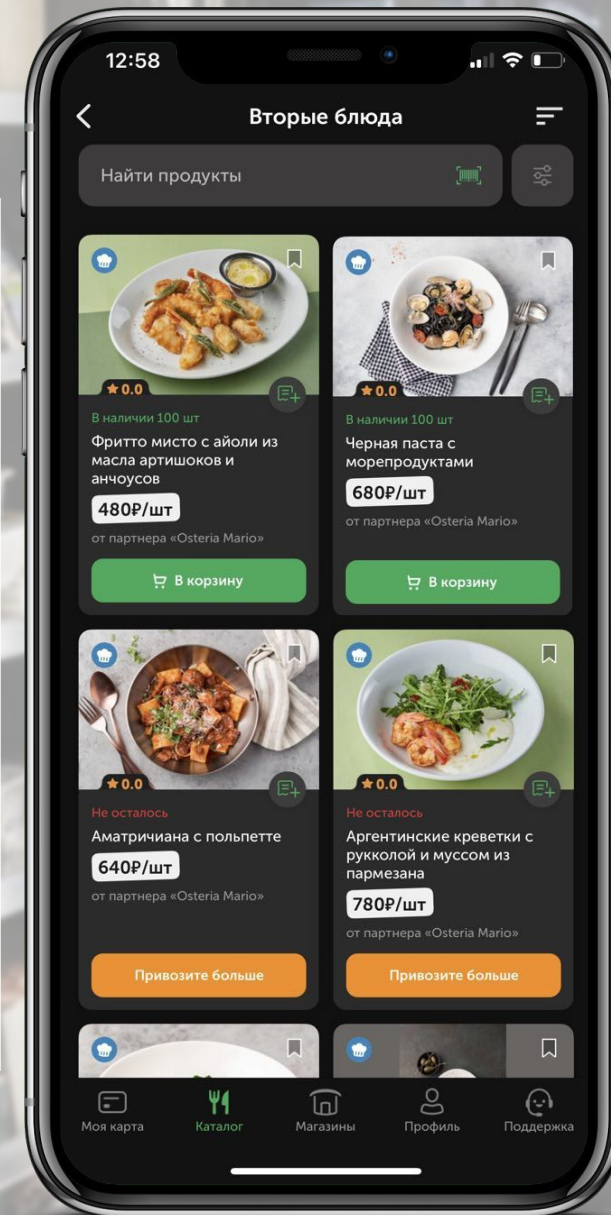 12:58
Вторые блюда
Найти продукты
0.0
В наличии 100 шт
Фритто мисто с айоли из
масла артишоков и
анчоусов
480₽/шт
от партнера «Osteria Mario»
В корзину
0.0
В наличии 100 шт
Черная паста с
морепродуктами
680₽/шт
от партнера «Osteria Mario»
В корзину
0.0
Не осталось
Аматричиана с польпетте
640₽/шт
от партнера «Osteria Mario»
Привозите больше
0.0
Не осталось
Аргентинские креветки с
рукколой и муссом из
пармезана
780₽/шт
от партнера «Osteria Mario»
Привозите больше
Моя карта
Каталог
Магазины
Профиль
Поддержка